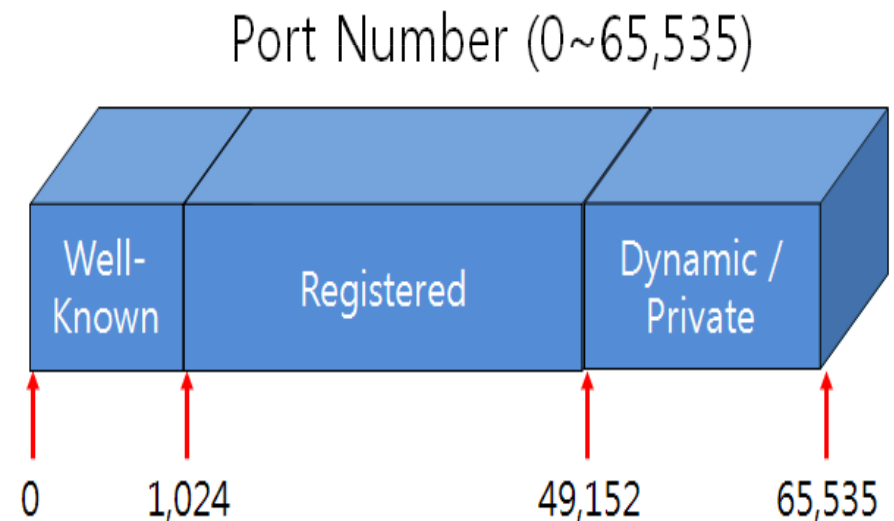 Port Number (0~65,535)
Well-
Known
Registered
Dynamic /
Private
0
1,024
49,152
65,535